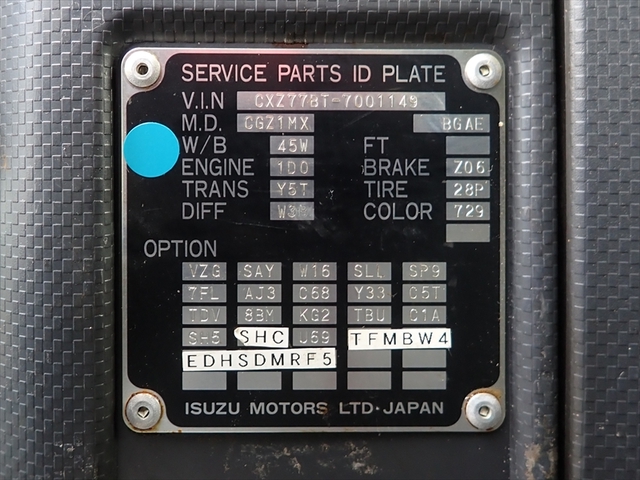 SERVICE PARTS ID PLATE
V.I.N CXZ77BT-7001149
M.D. CGZ1MX BGAE
W/B 45W FT
ENGINE 1DO BRAKE Z06
TRANS Y5T TIRE 28P
DIFF COLOR 729
OPTION
VZG SAY W16 SLL SP9
7FL AJ3 C68 Y33 C5T
TDV 8BM KG2 TBU C1A
SHC J69 TFMBW4
EDHSDMRF5
ISUZU MOTORS LTD·JAPAN